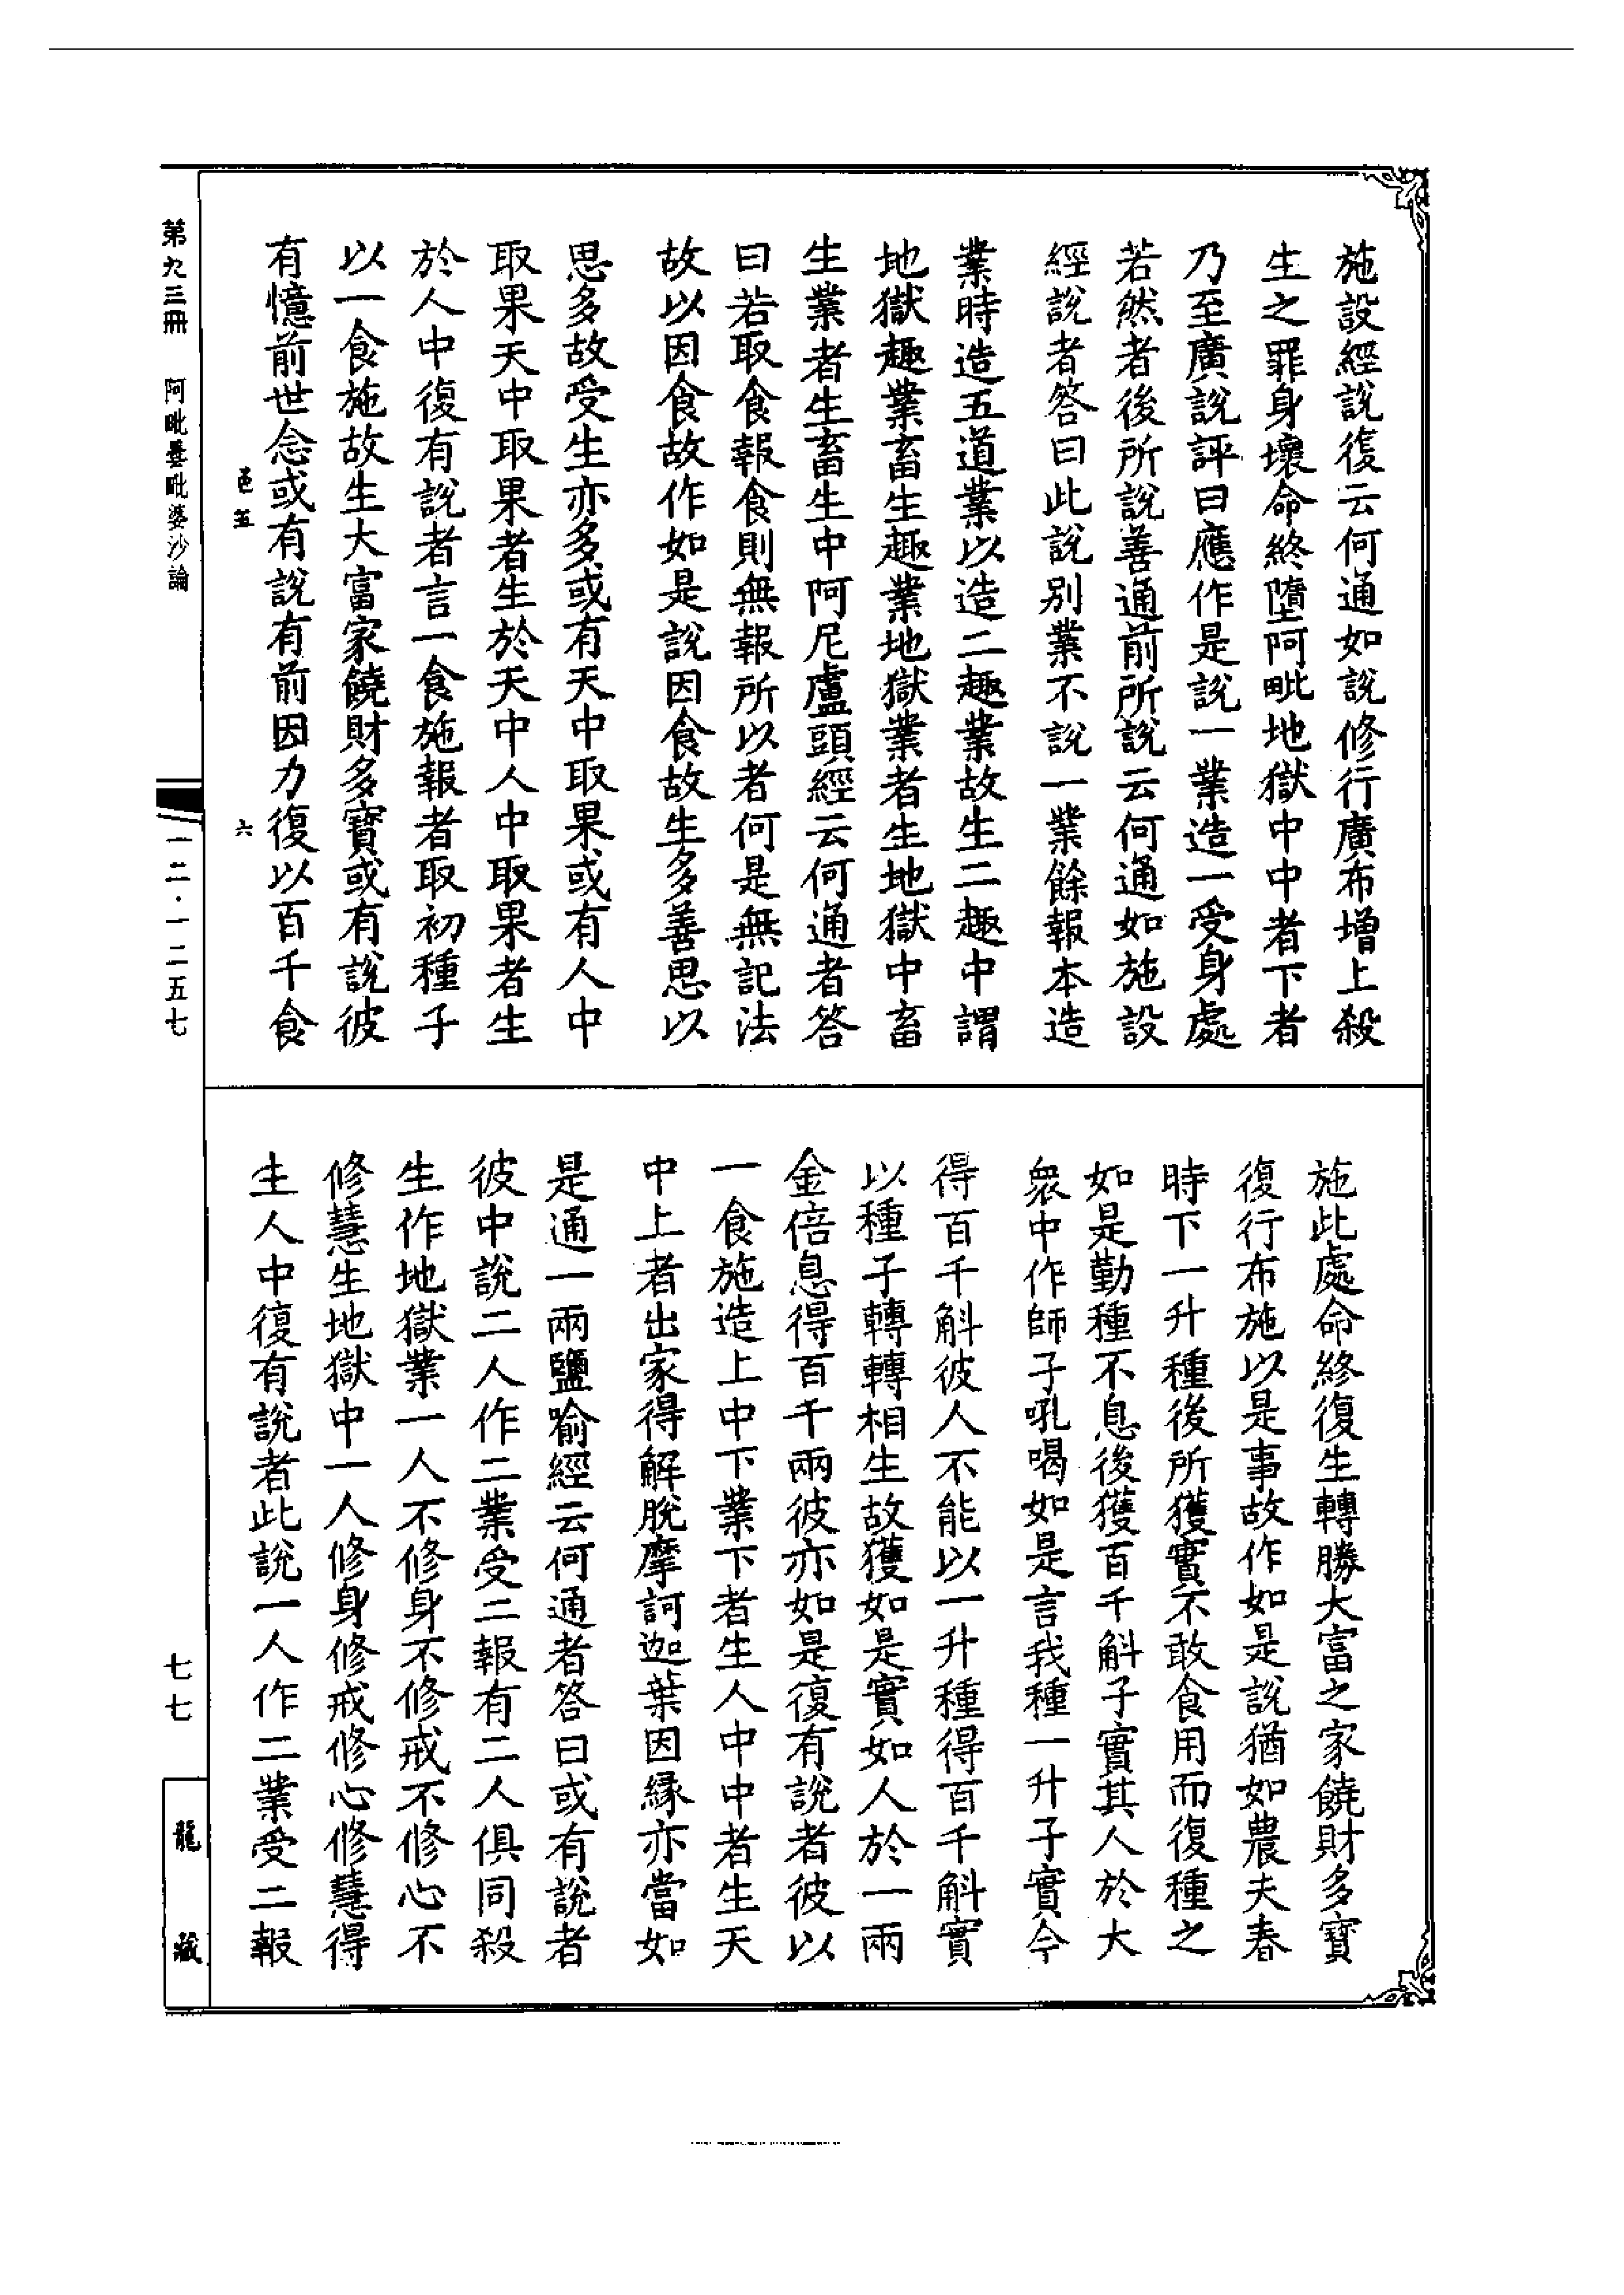 施設經說復云何通如說修行廣布增上殺
生之罪身壞命終墮阿毗地獄中中者下者
乃至廣說評曰應作是說一業造一受身處
若然者後所說善通前所說云何通如施設
經說者答曰此說別業不說一業餘報本造
業時造五道業以造二趣業故生二趣中謂
地獄趣業畜生趣業地獄業者生地獄中畜
生業者生畜生中阿尼盧頭經云何通者答
曰若取食報食則無報所以者何是無記法
故以因食故作如是說因食故生多善思以
思多故受生亦多或有天中取果或有人中
取果天中取果者生於天中人中取果者生
於人中復有說者言一食施報者取初種子
以一食施故生大富家饒財多寶或有說彼
有憶前世念或有說有前因力復以百千食
施此處命終復生轉勝大富之家饒財多寶
復行布施以是事故作如是說猶如農夫春
時下一升種後所獲實不敢食用而復種之
如是勤種不息後獲百千斛子實其人於大
眾中作師子吼唱如是言我種一升子實今
得百千斛彼人不能以一升種得百千斛實
以種子轉轉相生故獲如是實如人於一兩
金倍息得百千兩彼亦如是復有說者彼以
一食施造上中下業下者生人中中者生天
中上者出家得解脫摩訶迦葉因緣亦當如
是通一兩鹽喻經云何通者答曰或有說者
彼中說二人作二業受二報有二人俱同殺
生作地獄業一人不修身不修戒不修心不
修慧生地獄中一人修身修戒修心修慧得
生人中復有說者此說一人作二業受二報
第九三冊 阿毗曇毗婆沙論
邑五 六
一二·一二五七
七七
龍藏